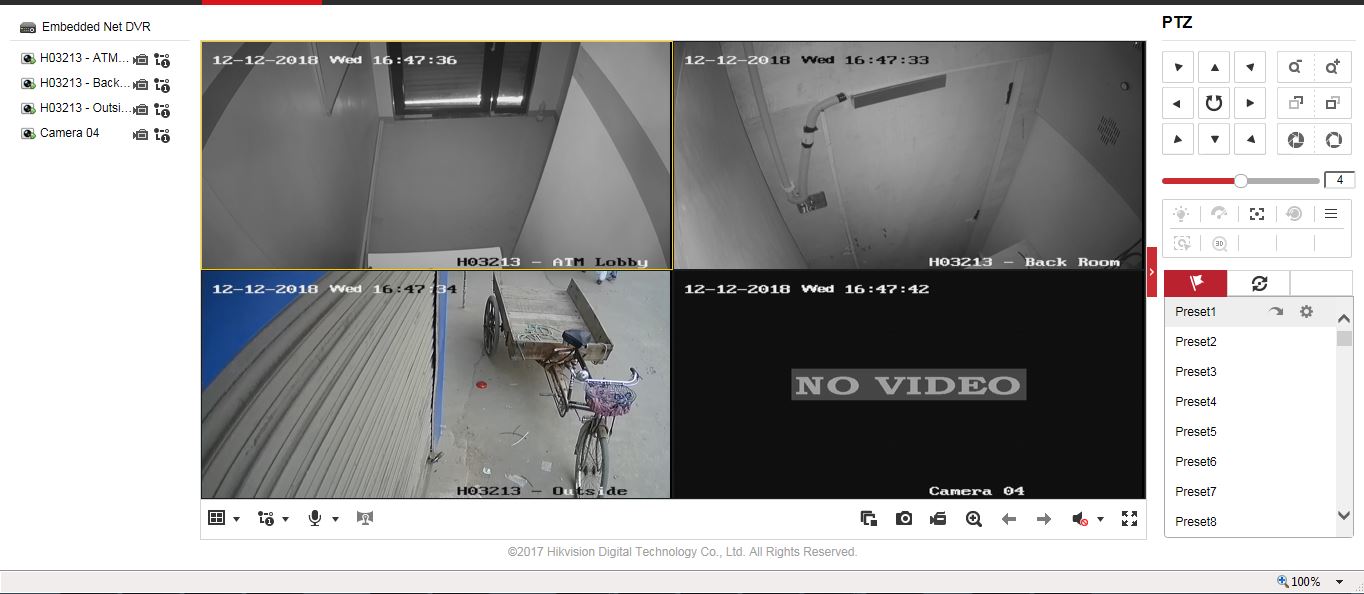 Embedded Net DVR
H03213 - ATM...
H03213 - Back...
H03213 - Outsi...
Camera 04
12-12-2018 Wed 16:47:36
H03213 - ATM Lobby
12-12-2018 Wed 16:47:33
H03213 - Back Room
12-12-2018 Wed 16:47:34
H03213 - Outside
12-12-2018 Wed 16:47:42
NO VIDEO
Camera 04
PTZ
4
3D
Preset1
Preset2
Preset3
Preset4
Preset5
Preset6
Preset7
Preset8
©2017 Hikvision Digital Technology Co., Ltd. All Rights Reserved.
100%